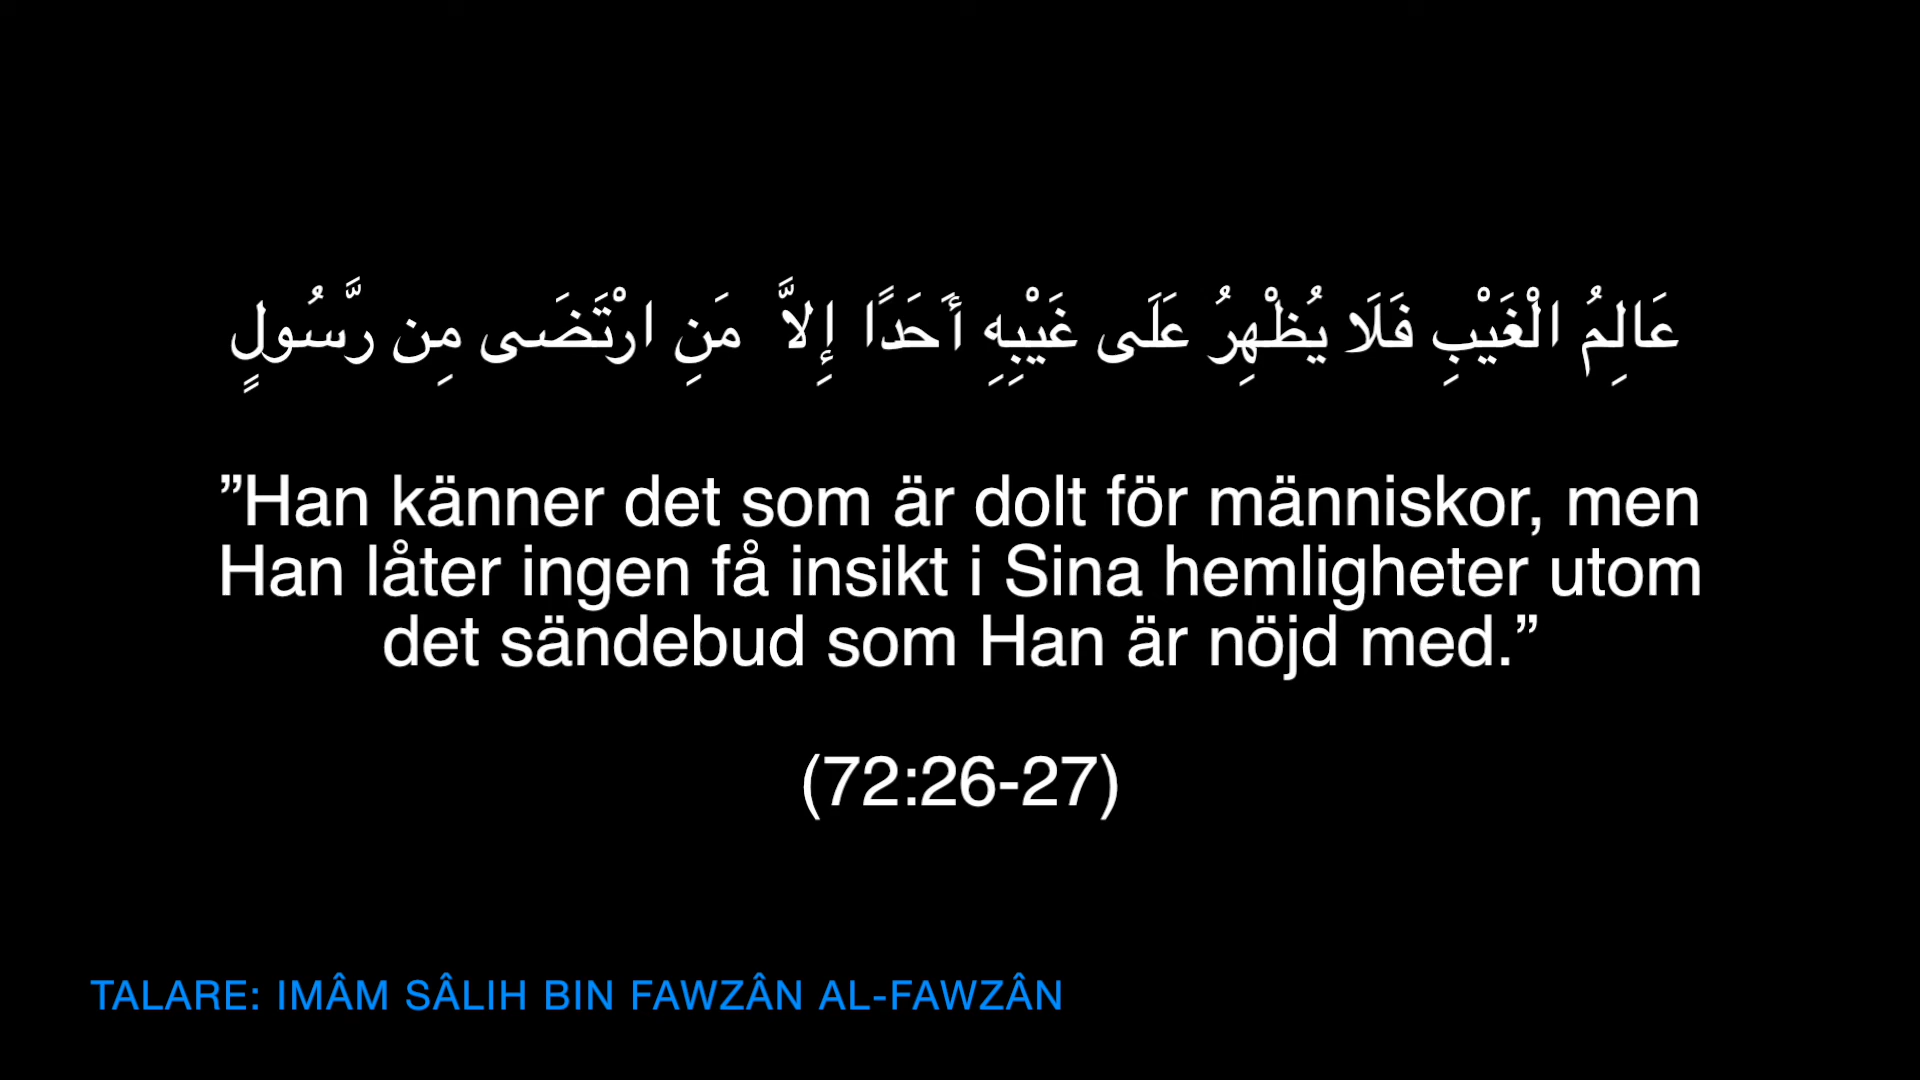 عَالِمُ الْغَيْبِ فَلَا يُظْهِرُ عَلَى غَيْبِهِ أَحَدًا إِلاَّ مَنِ ارْتَضَى مِن رَّسُولٍ
”Han känner det som är dolt för människor, men
Han låter ingen få insikt i Sina hemligheter utom
det sändebud som Han är nöjd med.”
(72:26-27)
TALARE: IMÂM SÂLIH BIN FAWZÂN AL-FAWZÂN